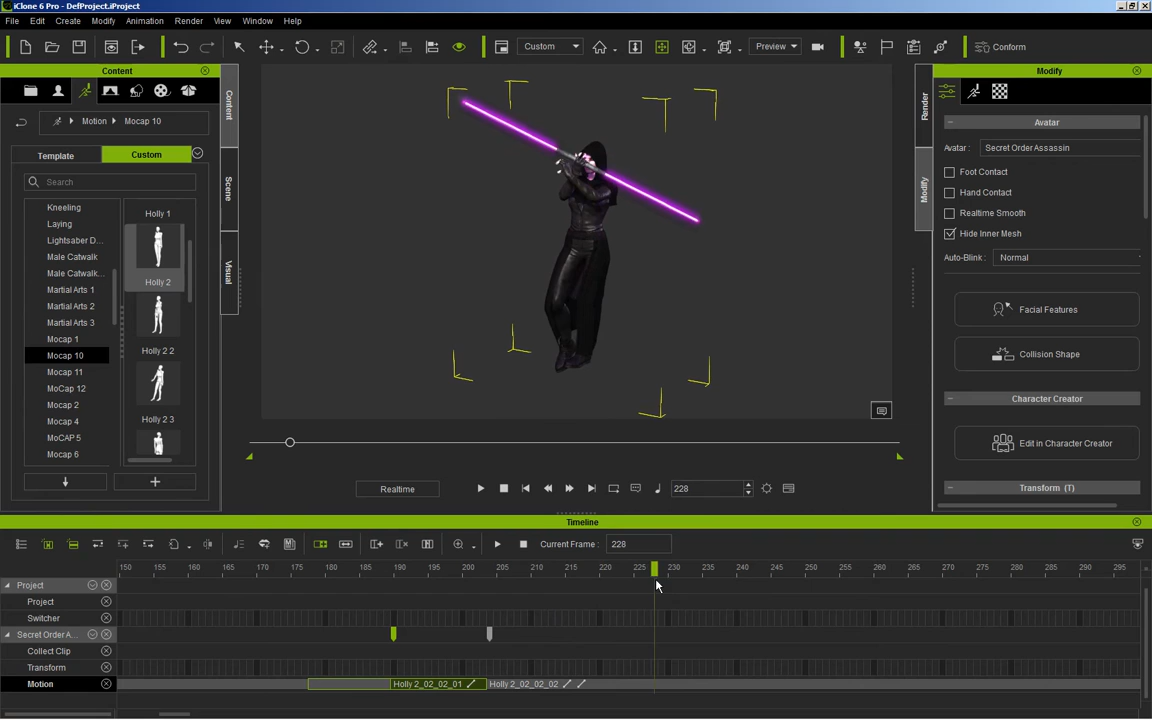 iClone 6 Pro - DefProject.iProject
File Edit Create Modify Animation Render View Window Help
Custom Preview Conform
Content
Motion Mocap 10
Template Custom
Search
Kneeling
Laying
Lightsaber D...
Male Catwalk
Male Catwalk...
Martial Arts 1
Martial Arts 2
Martial Arts 3
Mocap 1
Mocap 10
Mocap 11
MoCap 12
Mocap 2
Mocap 4
MoCAP 5
Mocap 6
Holly 1
Holly 2
Holly 2 2
Holly 2 3
Content
Scene
Visual
Render
Modify
Modify
Avatar
Avatar : Secret Order Assassin
Foot Contact
Hand Contact
Realtime Smooth
Hide Inner Mesh
Auto-Blink : Normal
Facial Features
Collision Shape
Character Creator
Edit in Character Creator
Transform (T)
Realtime 228
Timeline
Current Frame : 228
150 155 160 165 170 175 180 185 190 195 200 205 210 215 220 225 230 235 240 245 250 255 260 265 270 275 280 285 290 295
Project
Project
Switcher
Secret Order A...
Collect Clip
Transform
Motion Holly 2_02_02_01 Holly 2_02_02_02